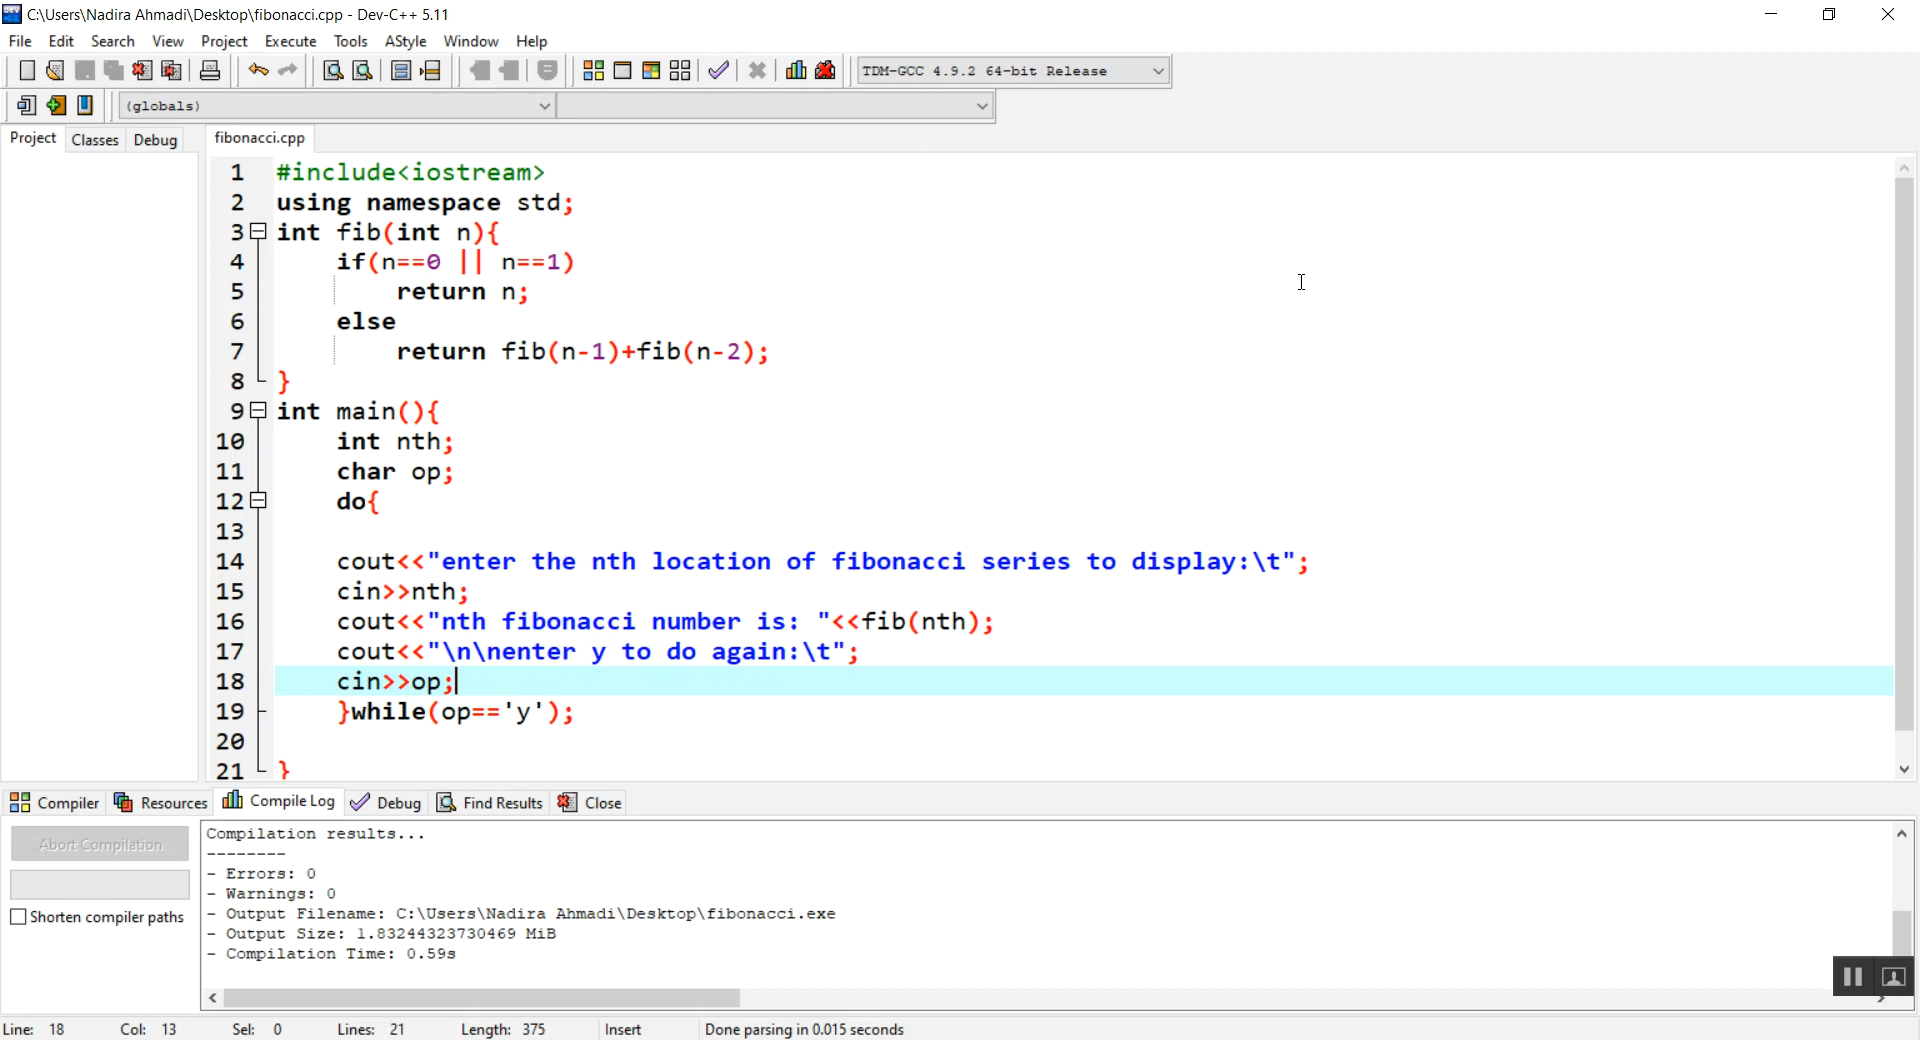 C:\Users\Nadira Ahmadi\Desktop\fibonacci.cpp - Dev-C++ 5.11
File Edit Search View Project Execute Tools AStyle Window Help
TDM-GCC 4.9.2 64-bit Release
(globals)
Project Classes Debug fibonacci.cpp
1 #include<iostream>
2 using namespace std;
3 int fib(int n){
4 if(n==0 || n==1)
5 return n;
6 else
7 return fib(n-1)+fib(n-2);
8 }
9 int main(){
10 int nth;
11 char op;
12 do{
13
14 cout<<"enter the nth location of fibonacci series to display:\t";
15 cin>>nth;
16 cout<<"nth fibonacci number is: "<<fib(nth);
17 cout<<"\n\nenter y to do again:\t";
18 cin>>op;
19 }while(op=='y');
20
21 }
Compiler Resources Compile Log Debug Find Results Close
Abort Compilation
Shorten compiler paths
Compilation results...
--------
- Errors: 0
- Warnings: 0
- Output Filename: C:\Users\Nadira Ahmadi\Desktop\fibonacci.exe
- Output Size: 1.83244323730469 MiB
- Compilation Time: 0.59s
Line: 18 Col: 13 Sel: 0 Lines: 21 Length: 375 Insert Done parsing in 0.015 seconds